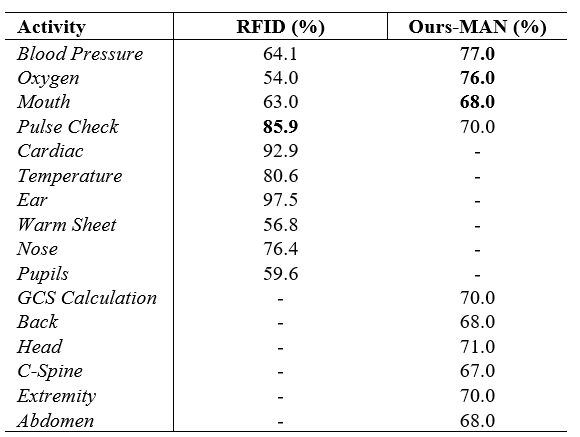 Activity RFID (%) Ours-MAN (%)
Blood Pressure 64.1 77.0
Oxygen 54.0 76.0
Mouth 63.0 68.0
Pulse Check 85.9 70.0
Cardiac 92.9 -
Temperature 80.6 -
Ear 97.5 -
Warm Sheet 56.8 -
Nose 76.4 -
Pupils 59.6 -
GCS Calculation - 70.0
Back - 68.0
Head - 71.0
C-Spine - 67.0
Extremity - 70.0
Abdomen - 68.0